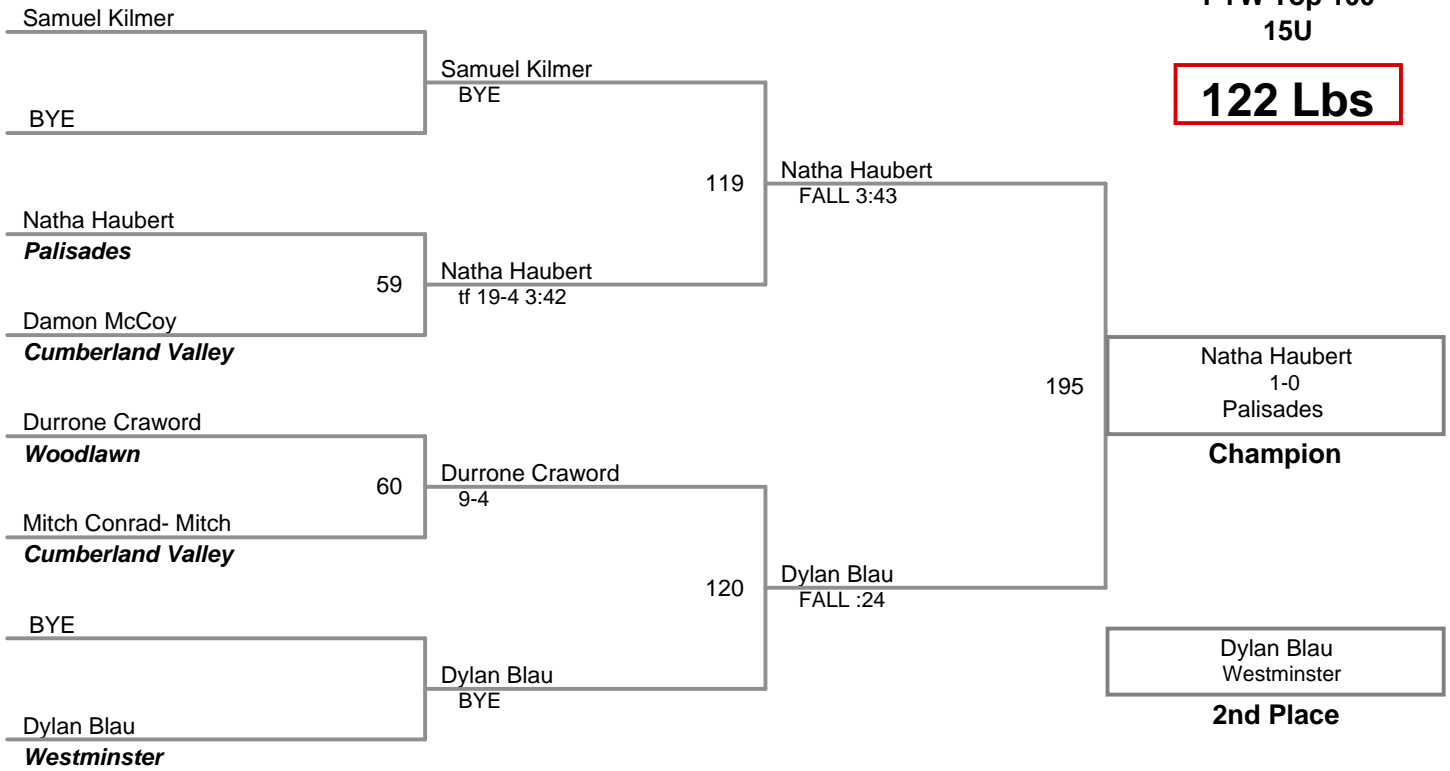 Samuel Kilmer
15U
Samuel Kilmer
BYE
122 Lbs
BYE
119
Natha Haubert
FALL 3:43
Natha Haubert
Palisades
59
Natha Haubert
tf 19-4 3:42
Damon McCoy
Cumberland Valley
Natha Haubert
1-0
Palisades
195
Champion
Durrone Craword
Woodlawn
60
Durrone Craword
9-4
Mitch Conrad- Mitch
Cumberland Valley
120
Dylan Blau
FALL :24
BYE
Dylan Blau
Westminster
2nd Place
Dylan Blau
BYE
Dylan Blau
Westminster